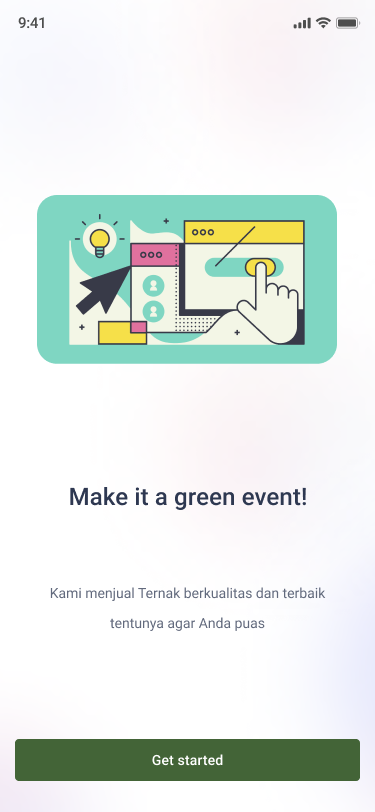 9:41
Make it a green event!
Kami menjual Ternak berkualitas dan terbaik
tentunya agar Anda puas
Get started